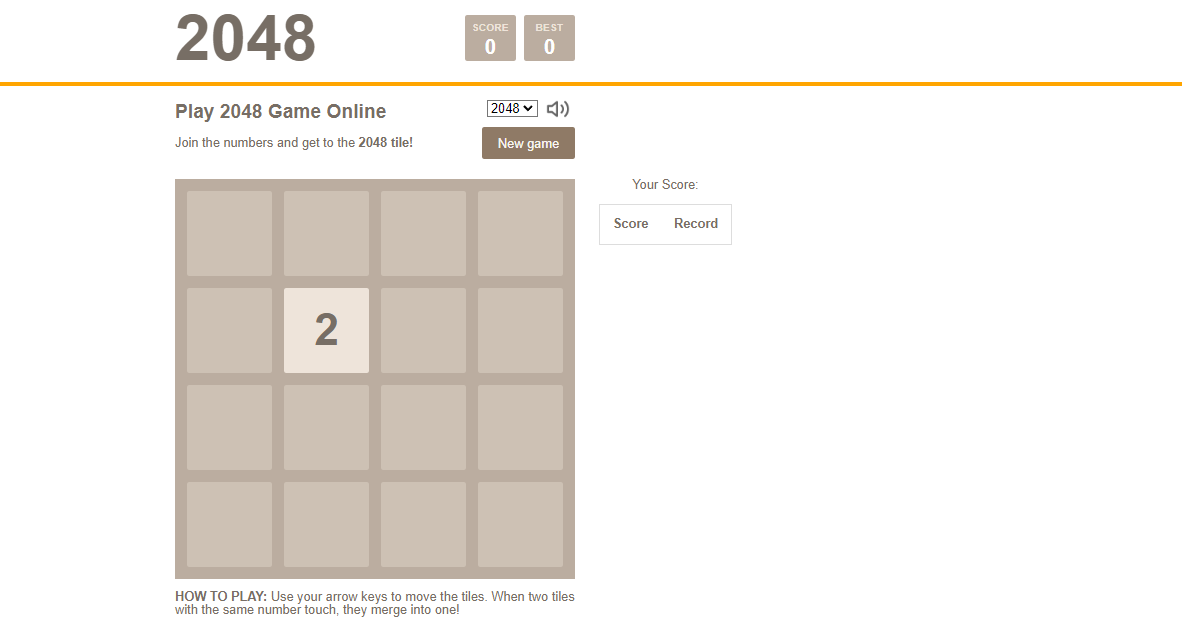 2048
SCORE
0
BEST
0
Play 2048 Game Online
2048
Join the numbers and get to the 2048 tile!
New game
Your Score:
Score Record
2
HOW TO PLAY: Use your arrow keys to move the tiles. When two tiles
with the same number touch, they merge into one!